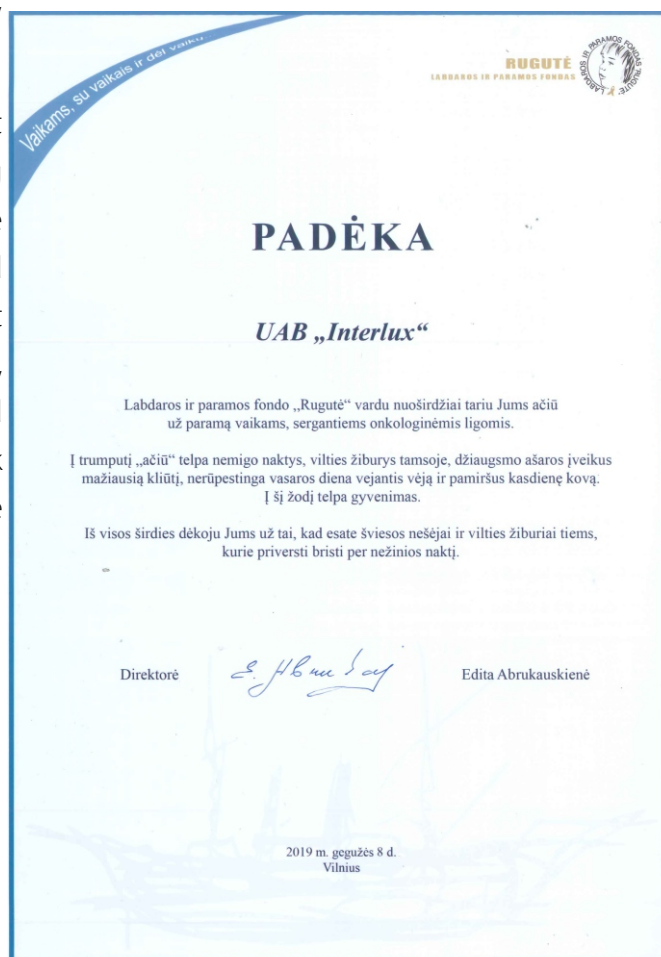 Vaikams, su vaikais ir dėl vaikų...
RUGUTĖ
LABDAROS IR PARAMOS FONDAS
LABDAROS IR PARAMOS FONDAS "RUGUTĖ"
PADĖKA
UAB „Interlux“
Labdaros ir paramos fondo „Rugutė“ vardu nuoširdžiai tariu Jums ačiū
už paramą vaikams, sergantiems onkologinėmis ligomis.
Į trumputį „ačiū“ telpa nemigo naktys, vilties žiburys tamsoje, džiaugsmo ašaros įveikus
mažiausią kliūtį, nerūpestinga vasaros diena vejantis vėją ir pamiršus kasdienę kovą.
Į šį žodį telpa gyvenimas.
Iš visos širdies dėkoju Jums už tai, kad esate šviesos nešėjai ir vilties žiburiai tiems,
kurie priversti bristi per nežinios naktį.
Direktorė
Edita Abrukauskienė
2019 m. gegužės 8 d.
Vilnius